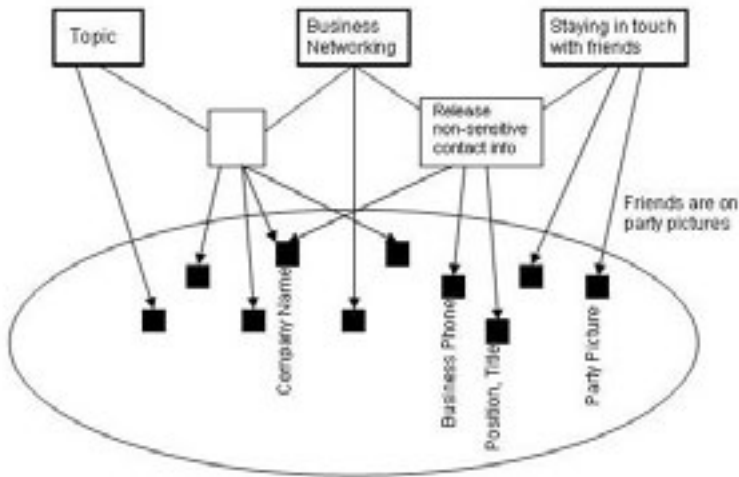 Topic
Business
Networking
Staying in touch
with friends
Release
non-sensitive
contact info
Friends are on
party pictures
Company Name
Business Phone
Position, Title
Party Picture